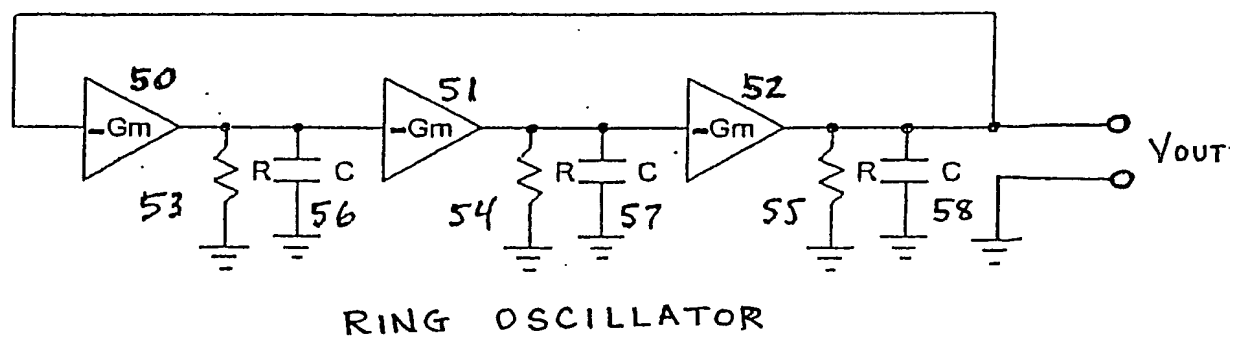 50 51 52
-Gm -Gm -Gm
VOUT
R C R C R C
53 56 54 57 55 58
RING OSCILLATOR